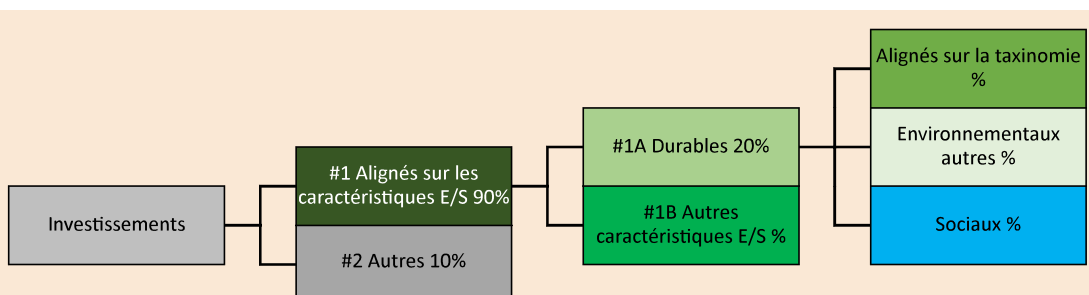 Investissements
#1 Alignés sur les
caractéristiques E/S 90%
#2 Autres 10%
#1A Durables 20%
#1B Autres
caractéristiques E/S %
Alignés sur la taxinomie
%
Environnementaux
autres %
Sociaux %